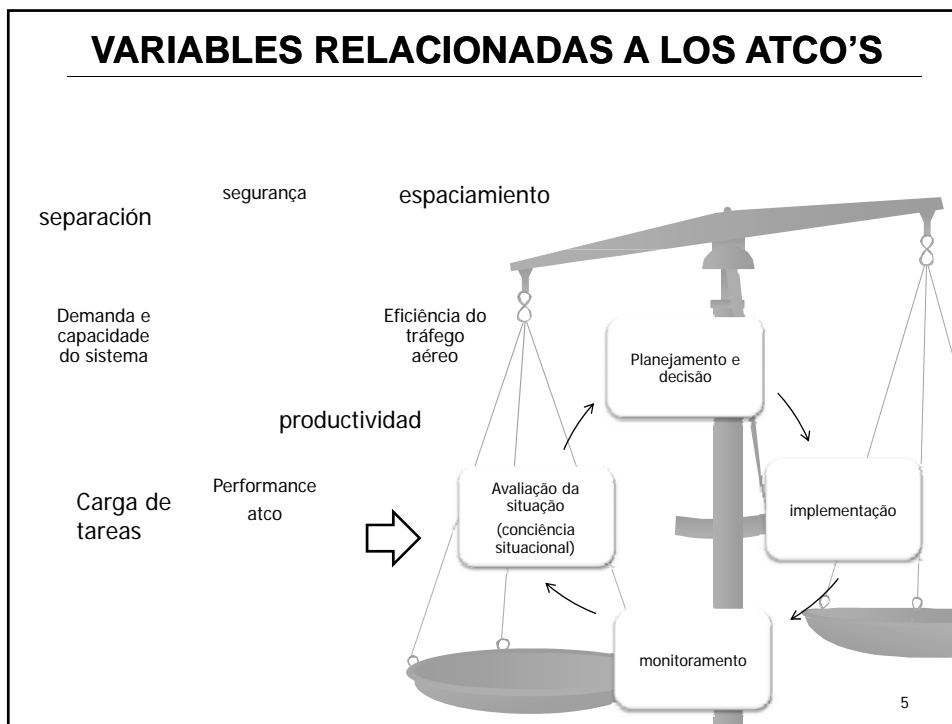 VARIABLES RELACIONADAS A LOS ATCO'S
segurança
espaciamiento
separación
Demanda e
capacidade
do sistema
Eficiência do
tráfego
aéreo
Planejamento e
decisão
productividad
Carga de
tareas
Performance
atco
Avaliação da
situação
(conciência
situacional)
implementação
monitoramento
5